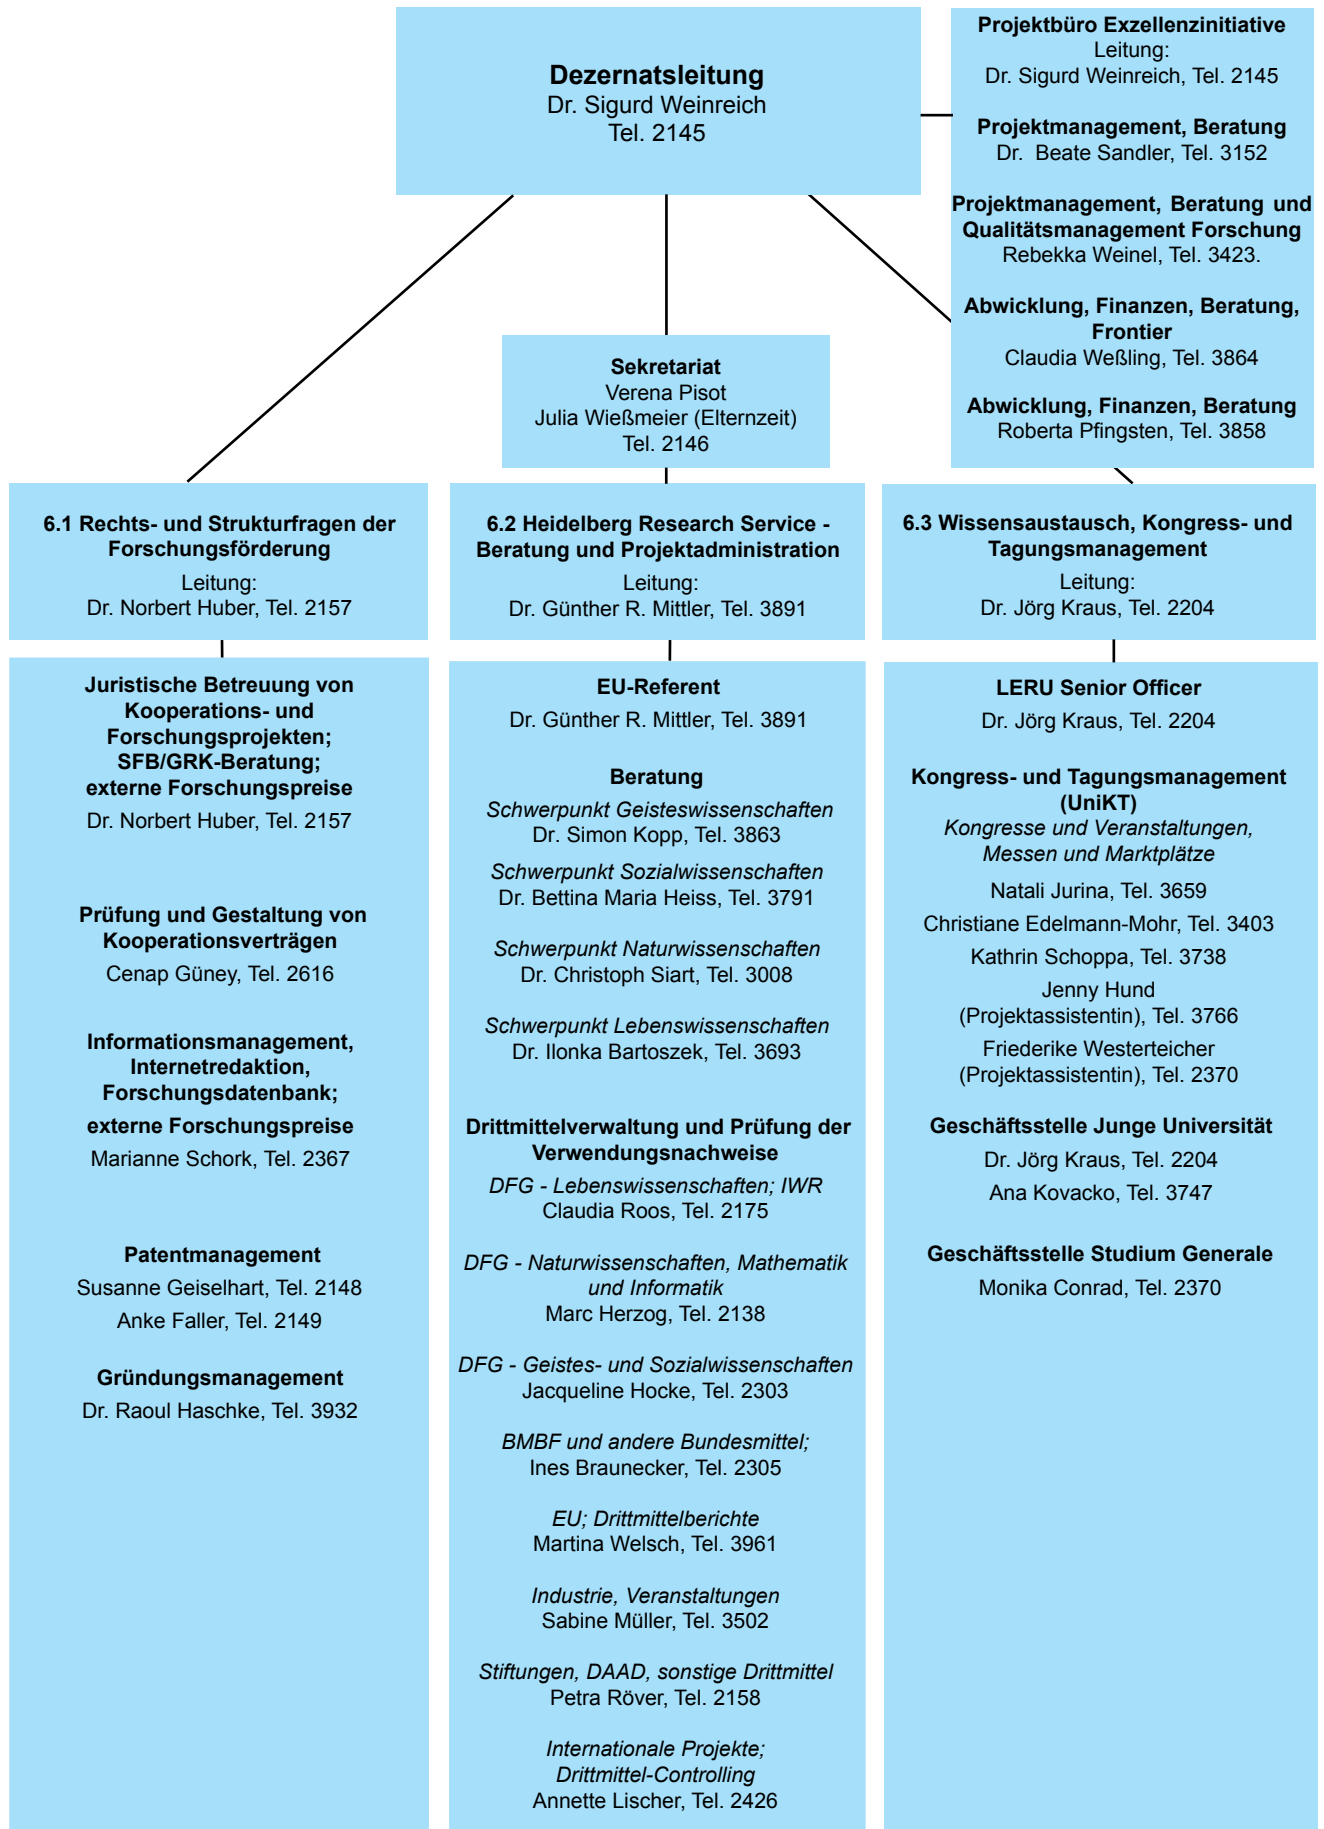 Dezernatsleitung
Dr. Sigurd Weinreich
Tel. 2145
Projektbüro Exzellenzinitiative
Leitung:
Dr. Sigurd Weinreich, Tel. 2145
Projektmanagement, Beratung
Dr. Beate Sandler, Tel. 3152
Projektmanagement, Beratung und
Qualitätsmanagement Forschung
Rebekka Weinel, Tel. 3423.
Abwicklung, Finanzen, Beratung,
Frontier
Claudia Weßling, Tel. 3864
Abwicklung, Finanzen, Beratung
Roberta Pfingsten, Tel. 3858
Sekretariat
Verena Pisot
Julia Wießmeier (Elternzeit)
Tel. 2146
6.1 Rechts- und Strukturfragen der
Forschungsförderung
Leitung:
Dr. Norbert Huber, Tel. 2157
Juristische Betreuung von
Kooperations- und
Forschungsprojekten;
SFB/GRK-Beratung;
externe Forschungspreise
Dr. Norbert Huber, Tel. 2157
Prüfung und Gestaltung von
Kooperationsverträgen
Cenap Güney, Tel. 2616
Informationsmanagement,
Internetredaktion,
Forschungsdatenbank;
externe Forschungspreise
Marianne Schork, Tel. 2367
Patentmanagement
Susanne Geiselhart, Tel. 2148
Anke Faller, Tel. 2149
Gründungsmanagement
Dr. Raoul Haschke, Tel. 3932
6.2 Heidelberg Research Service -
Beratung und Projektadministration
Leitung:
Dr. Günther R. Mittler, Tel. 3891
EU-Referent
Dr. Günther R. Mittler, Tel. 3891
Beratung
Schwerpunkt Geisteswissenschaften
Dr. Simon Kopp, Tel. 3863
Schwerpunkt Sozialwissenschaften
Dr. Bettina Maria Heiss, Tel. 3791
Schwerpunkt Naturwissenschaften
Dr. Christoph Siart, Tel. 3008
Schwerpunkt Lebenswissenschaften
Dr. Ilonka Bartoszek, Tel. 3693
Drittmittelverwaltung und Prüfung der
Verwendungsnachweise
DFG - Lebenswissenschaften; IWR
Claudia Roos, Tel. 2175
DFG - Naturwissenschaften, Mathematik
und Informatik
Marc Herzog, Tel. 2138
DFG - Geistes- und Sozialwissenschaften
Jacqueline Hocke, Tel. 2303
BMBF und andere Bundesmittel;
Ines Braunecker, Tel. 2305
EU; Drittmittelberichte
Martina Welsch, Tel. 3961
Industrie, Veranstaltungen
Sabine Müller, Tel. 3502
Stiftungen, DAAD, sonstige Drittmittel
Petra Röver, Tel. 2158
Internationale Projekte;
Drittmittel-Controlling
Annette Lischer, Tel. 2426
6.3 Wissensaustausch, Kongress- und
Tagungsmanagement
Leitung:
Dr. Jörg Kraus, Tel. 2204
LERU Senior Officer
Dr. Jörg Kraus, Tel. 2204
Kongress- und Tagungsmanagement
(UniKT)
Kongresse und Veranstaltungen,
Messen und Marktplätze
Natali Jurina, Tel. 3659
Christiane Edelmann-Mohr, Tel. 3403
Kathrin Schoppa, Tel. 3738
Jenny Hund
(Projektassistentin), Tel. 3766
Friederike Westerteicher
(Projektassistentin), Tel. 2370
Geschäftsstelle Junge Universität
Dr. Jörg Kraus, Tel. 2204
Ana Kovacko, Tel. 3747
Geschäftsstelle Studium Generale
Monika Conrad, Tel. 2370